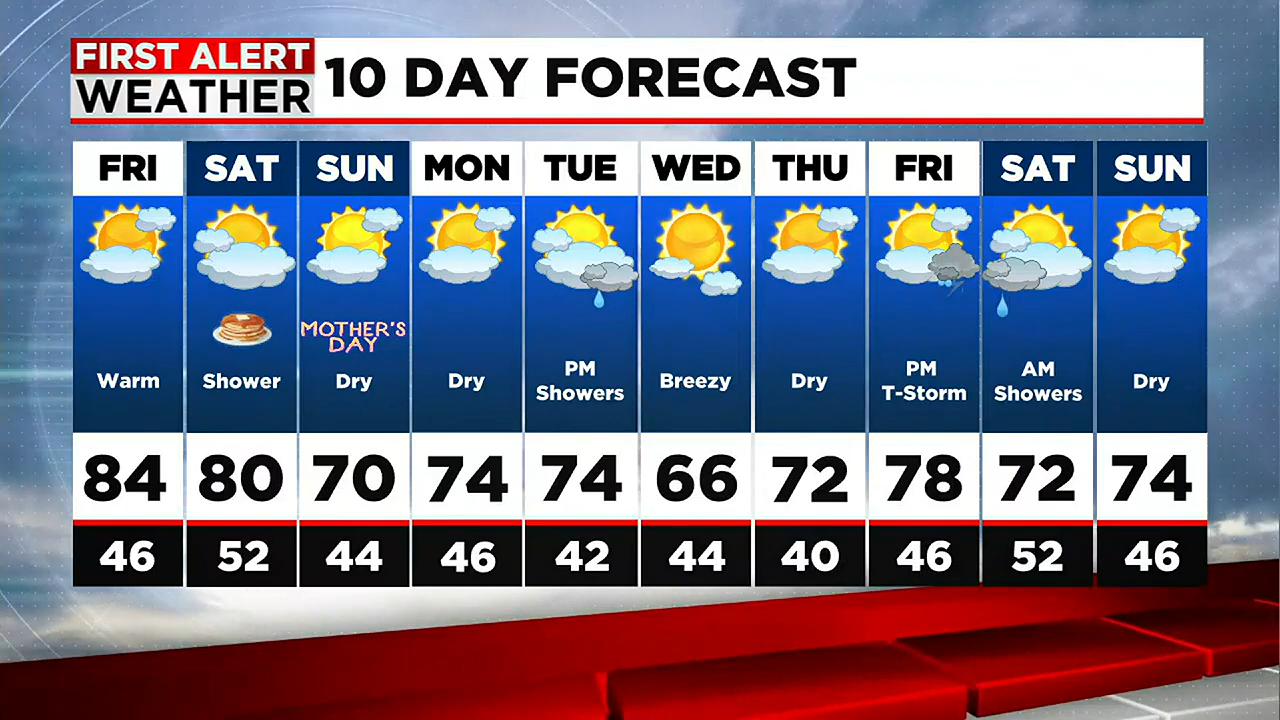 FIRST ALERT
WEATHER
10 DAY FORECAST
FRI SAT SUN MON TUE WED THU FRI SAT SUN
MOTHER'S
DAY
Warm Shower Dry Dry PM Showers Breezy Dry PM T-Storm AM Showers Dry
84 80 70 74 74 66 72 78 72 74
46 52 44 46 42 44 40 46 52 46